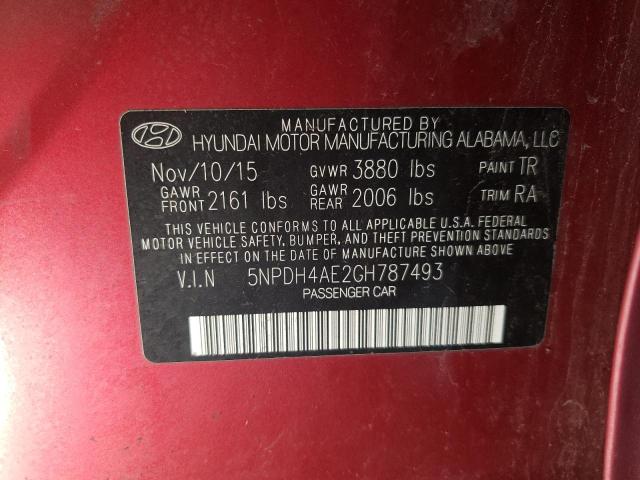 MANUFACTURED BY
HYUNDAI MOTOR MANUFACTURING ALABAMA, LLC
Nov/10/15 GVWR 3880 lbs PAINT TR
GAWR FRONT 2161 lbs GAWR REAR 2006 lbs TRIM RA
THIS VEHICLE CONFORMS TO ALL APPLICABLE U.S.A. FEDERAL
MOTOR VEHICLE SAFETY, BUMPER, AND THEFT PREVENTION STANDARDS
IN EFFECT ON THE DATE OF MANUFACTURE SHOWN ABOVE.
V.I.N 5NPDH4AE2GH787493
PASSENGER CAR